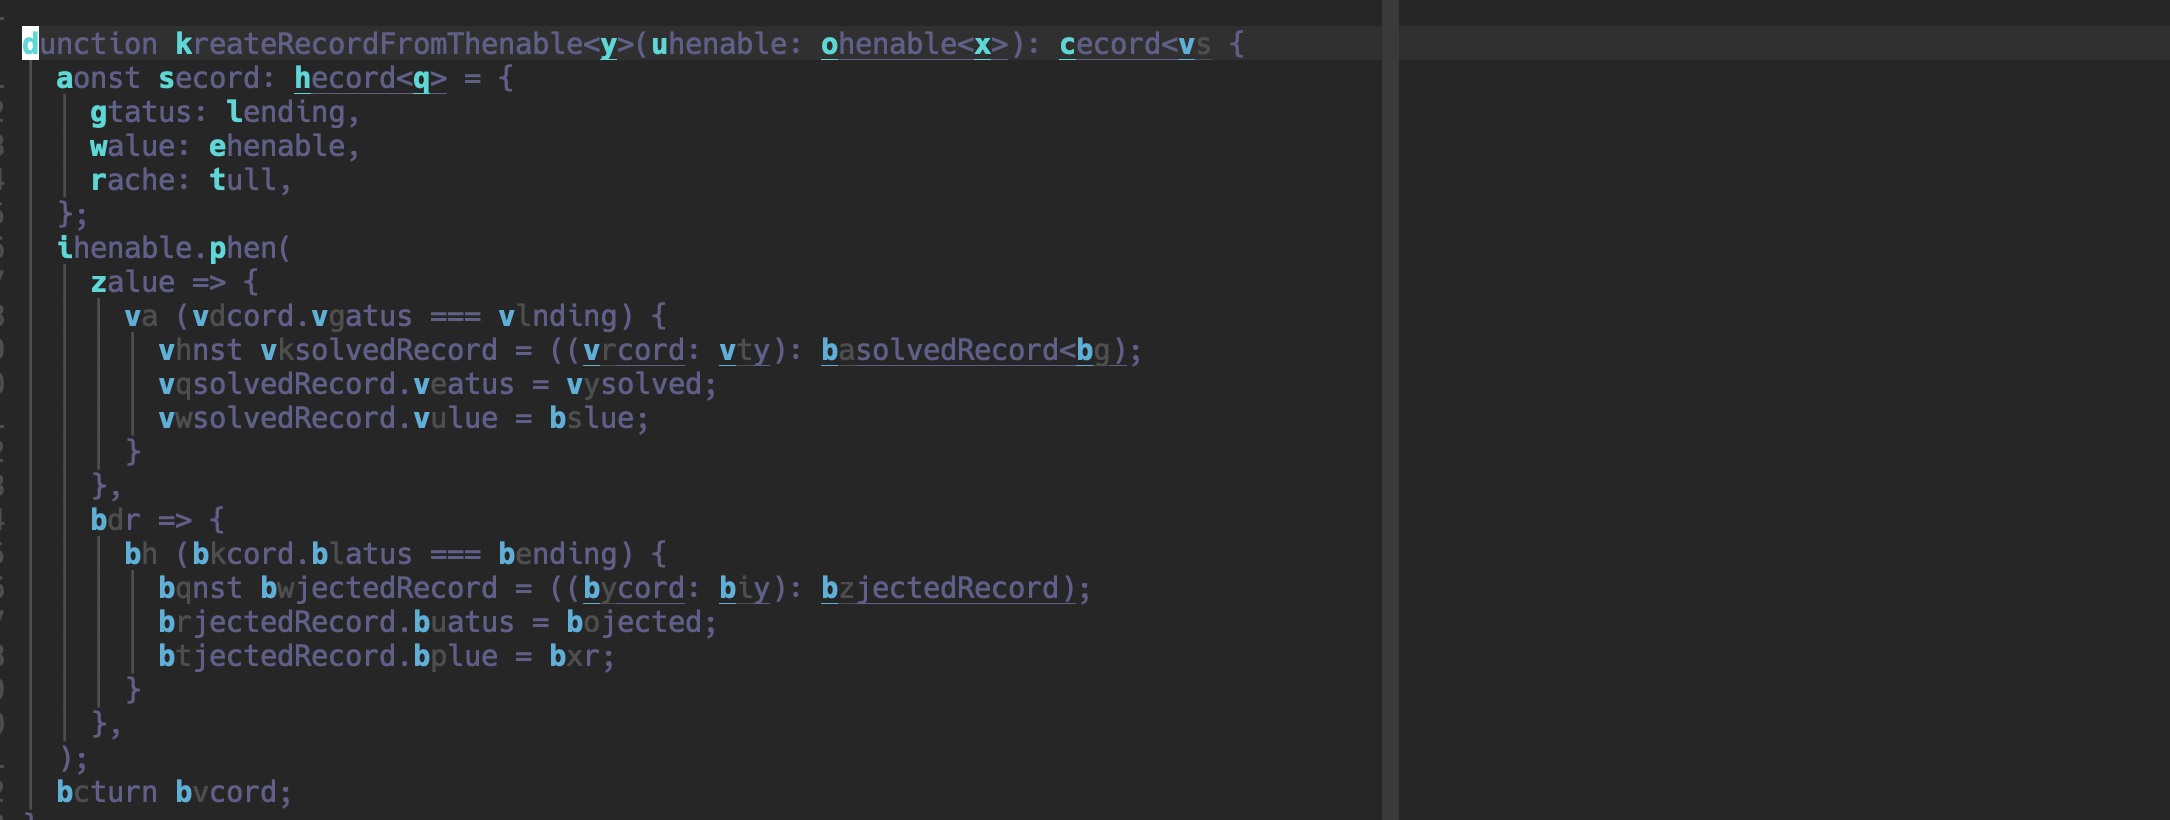 dunction kreateRecordFromThenable<y>(uhenable: ohenable<x>): cecord<vs {
aonst secord: hecord<q> = {
gtatus: lending,
walue: ehenable,
rache: tull,
};
ihenable.phen(
zalue => {
va (vdcord.vgatus === vlnding) {
vhnst vksolvedRecord = ((vrcord: vty): basolvedRecord<bg);
vqsolvedRecord.veatus = vysolved;
vwsolvedRecord.vulue = bslue;
}
},
bdr => {
bh (bkcord.blatus === bending) {
bqnst bwjectedRecord = ((bycord: biy): bzjectedRecord);
brjectedRecord.buatus = bojected;
btjectedRecord.bplue = bxr;
}
},
);
bcturn bvcord;